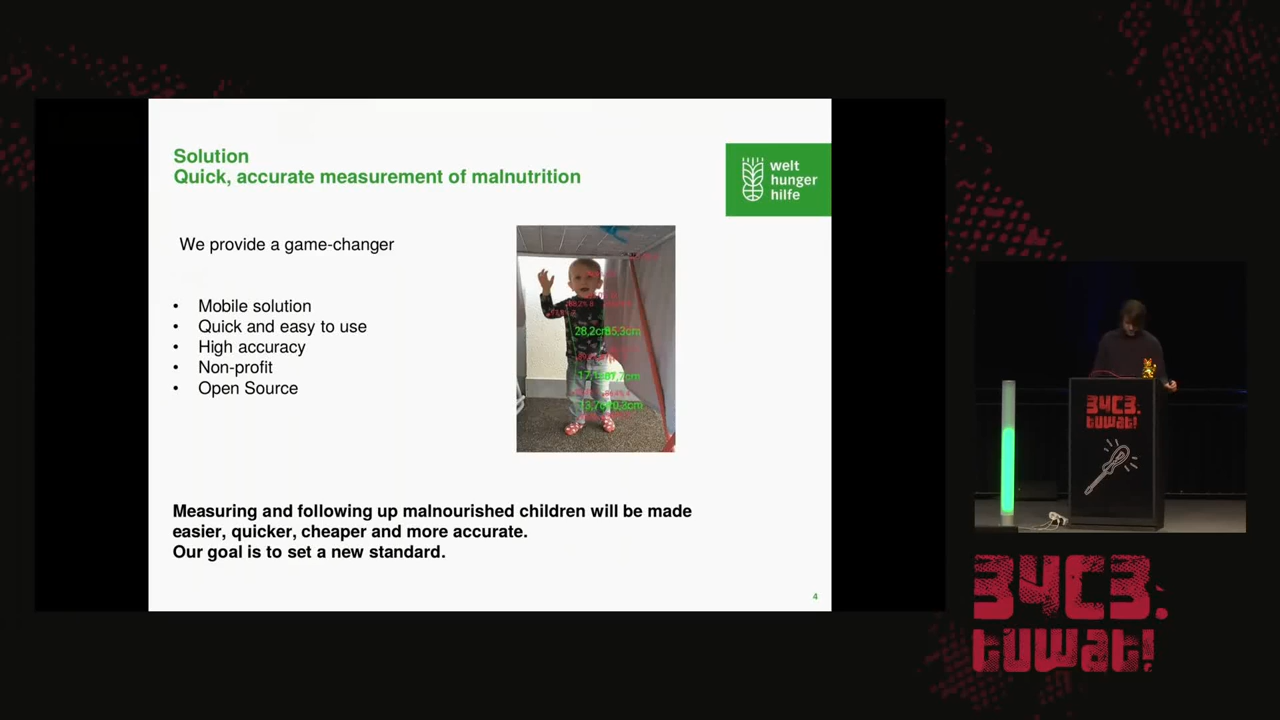 Solution
Quick, accurate measurement of malnutrition
welt
hunger
hilfe
We provide a game-changer
• Mobile solution
• Quick and easy to use
• High accuracy
• Non-profit
• Open Source
Measuring and following up malnourished children will be made
easier, quicker, cheaper and more accurate.
Our goal is to set a new standard.
4
34C3.
tuwat!
34C3.
tuwat!